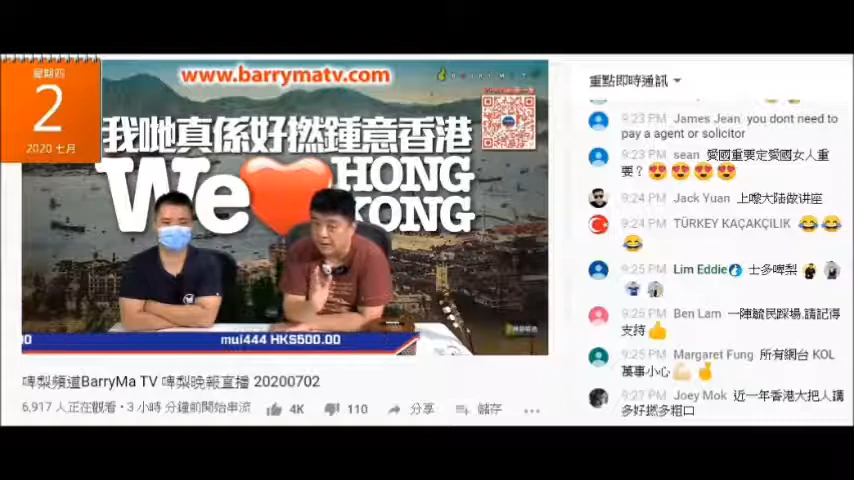 星期四
2
2020 七月
www.barrymatv.com
BARRYMATV
我哋真係好撚鍾意香港
We
HONG
KONG
00
mui444 HK$500.00
啤梨頻道BarryMa TV 啤梨晚報直播 20200702
6,917 人正在觀看 • 3 小時 分鐘前開始串流
4K
110
分享
儲存
重點即時通訊
9:23 PM James Jean you dont need to
pay a agent or solicitor
9:23 PM sean 愛國重要定愛國女人重
要？😍😍😍😍
9:24 PM Jack Yuan 上嚟大陸做讲座
9:24 PM TÜRKEY KAÇAKÇILIK 😂😂
😂
9:25 PM Lim Eddie 士多啤梨
9:25 PM Ben Lam 一陣毓民踩場,請記得
支持👍
9:25 PM Margaret Fung 所有網台 KOL
萬事小心💪🤞
9:27 PM Joey Mok 近一年香港大把人講
多好撚多粗口